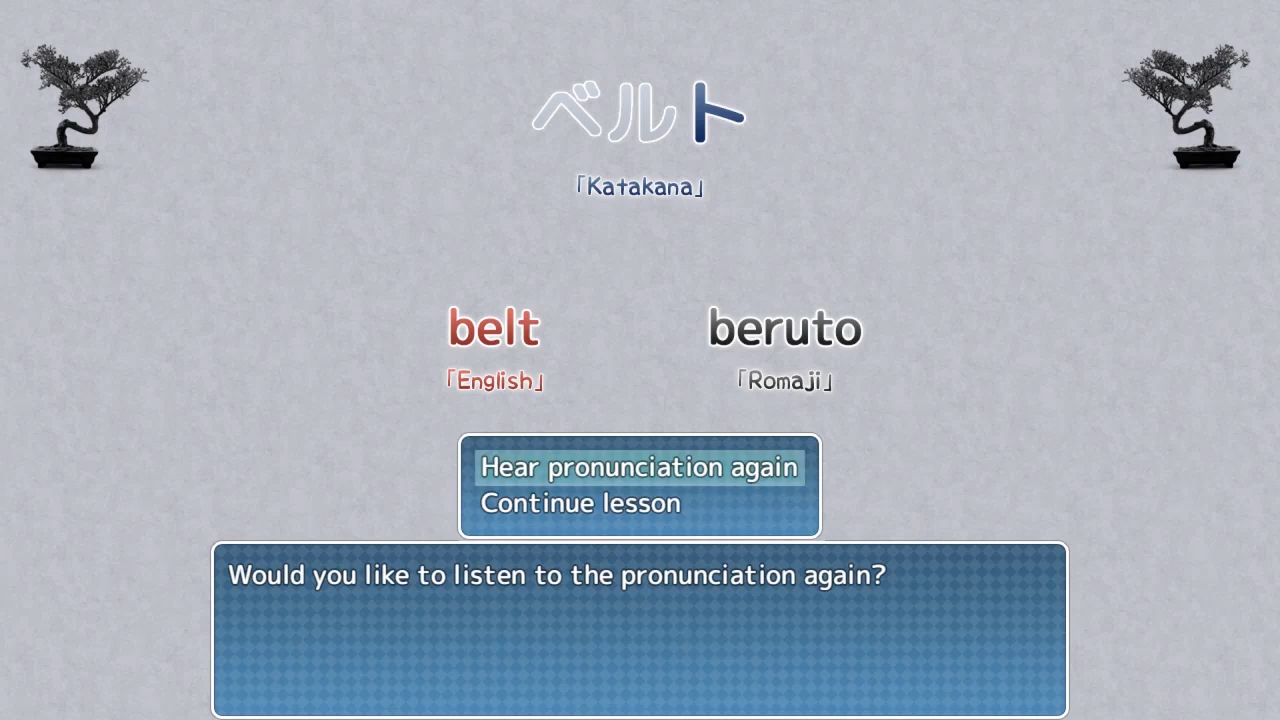 ベルト
「Katakana」
belt
beruto
「English」
「Romaji」
Hear pronunciation again
Continue lesson
Would you like to listen to the pronunciation again?